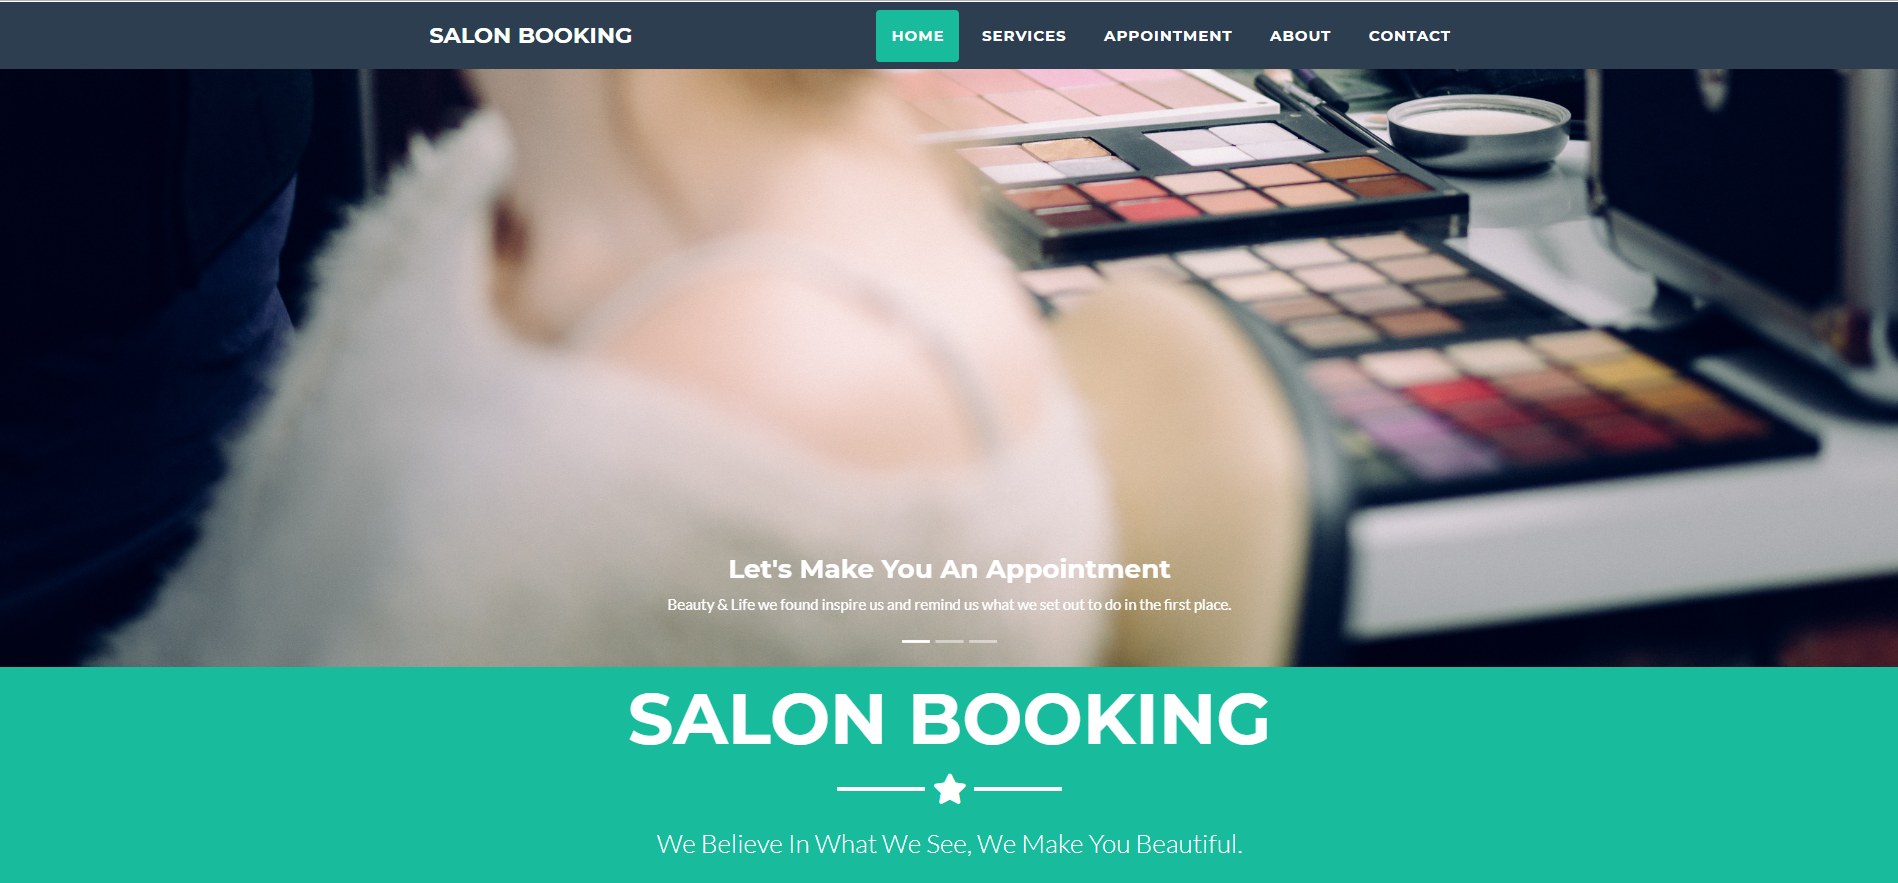 SALON BOOKING
HOME SERVICES APPOINTMENT ABOUT CONTACT
Let's Make You An Appointment
Beauty & Life we found inspire us and remind us what we set out to do in the first place.
SALON BOOKING
We Believe In What We See, We Make You Beautiful.